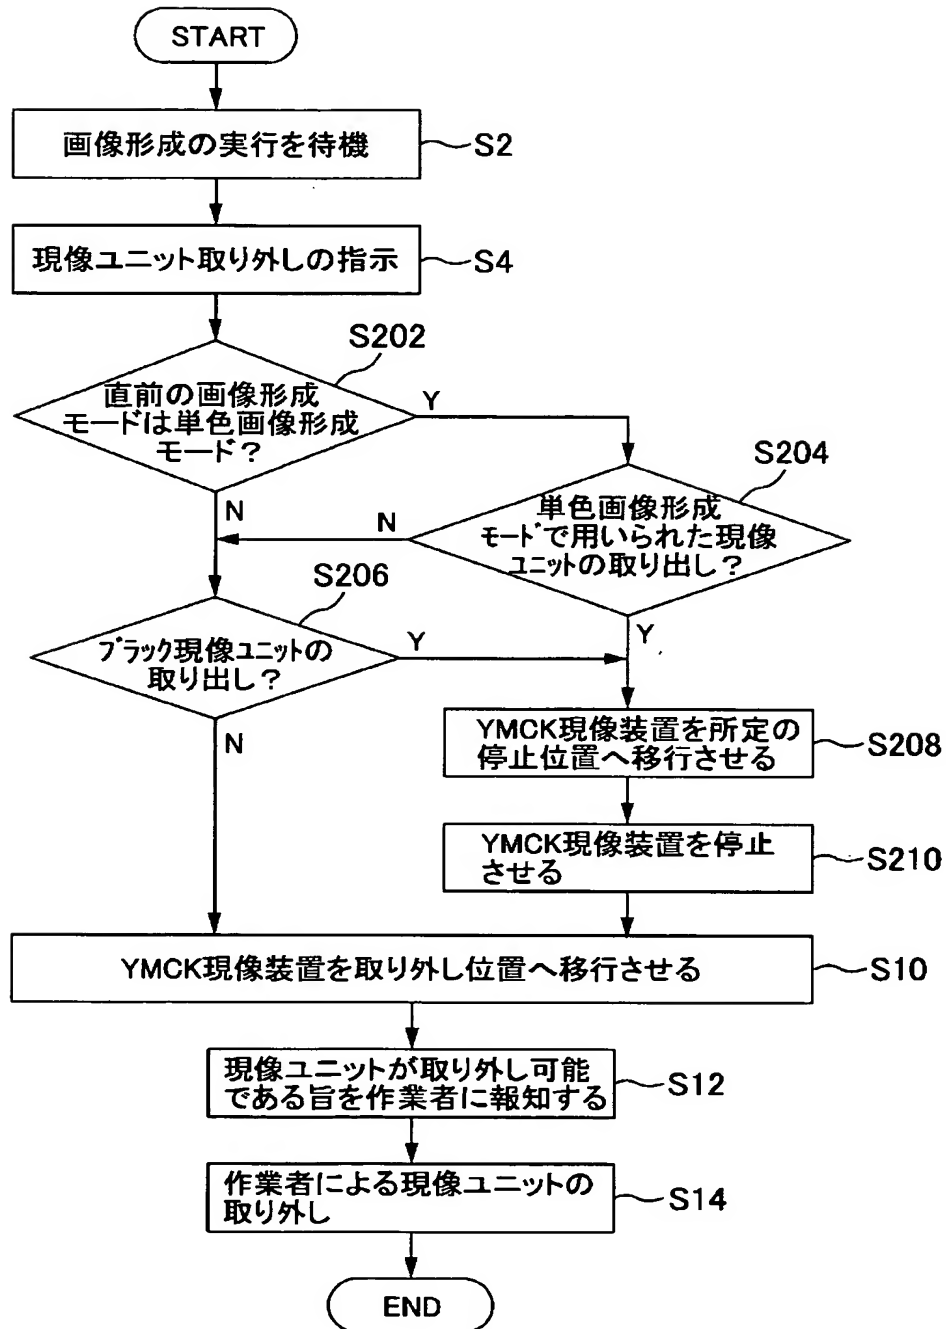 START
画像形成の実行を待機
S2
現像ユニット取り外しの指示
S4
S202
直前の画像形成
モードは単色画像形成
モード?
Y
N
S204
単色画像形成
モードで用いられた現像
ユニットの取り出し?
N
Y
S206
ブラック現像ユニットの
取り出し?
Y
N
YMCK現像装置を所定の
停止位置へ移行させる
S208
YMCK現像装置を停止
させる
S210
YMCK現像装置を取り外し位置へ移行させる
S10
現像ユニットが取り外し可能
である旨を作業者に報知する
S12
作業者による現像ユニットの
取り外し
S14
END